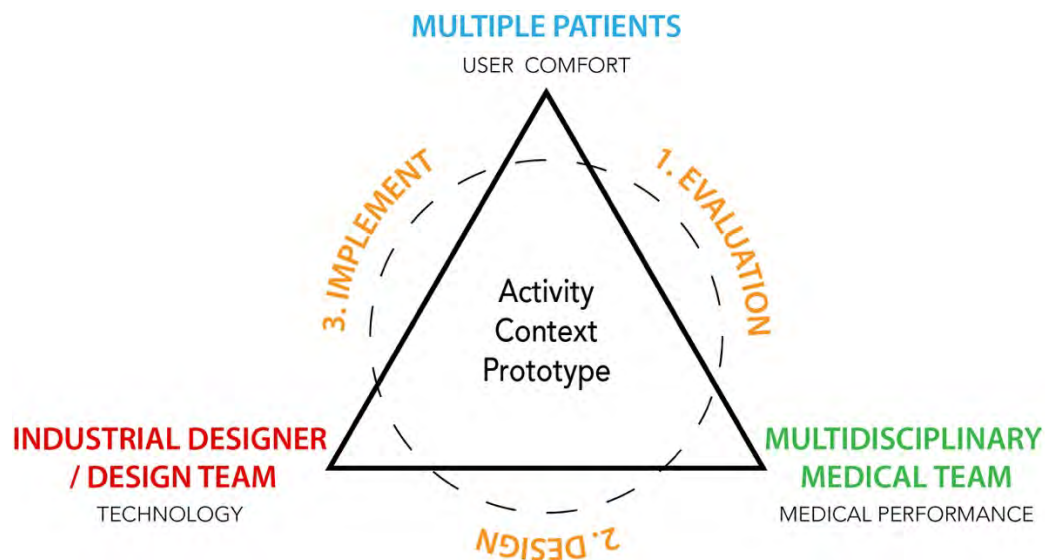 MULTIPLE PATIENTS
USER COMFORT
3. IMPLEMENT
1. EVALUATION
Activity
Context
Prototype
INDUSTRIAL DESIGNER
/ DESIGN TEAM
TECHNOLOGY
MULTIDISCIPLINARY
MEDICAL TEAM
MEDICAL PERFORMANCE
2. DESIGN